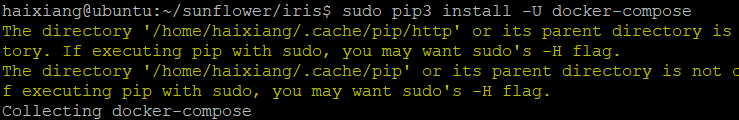 haixiang@ubuntu:~/sunflower/iris$ sudo pip3 install -U docker-compose
The directory '/home/haixiang/.cache/pip/http' or its parent directory is
tory. If executing pip with sudo, you may want sudo's -H flag.
The directory '/home/haixiang/.cache/pip' or its parent directory is not
f executing pip with sudo, you may want sudo's -H flag.
Collecting docker-compose